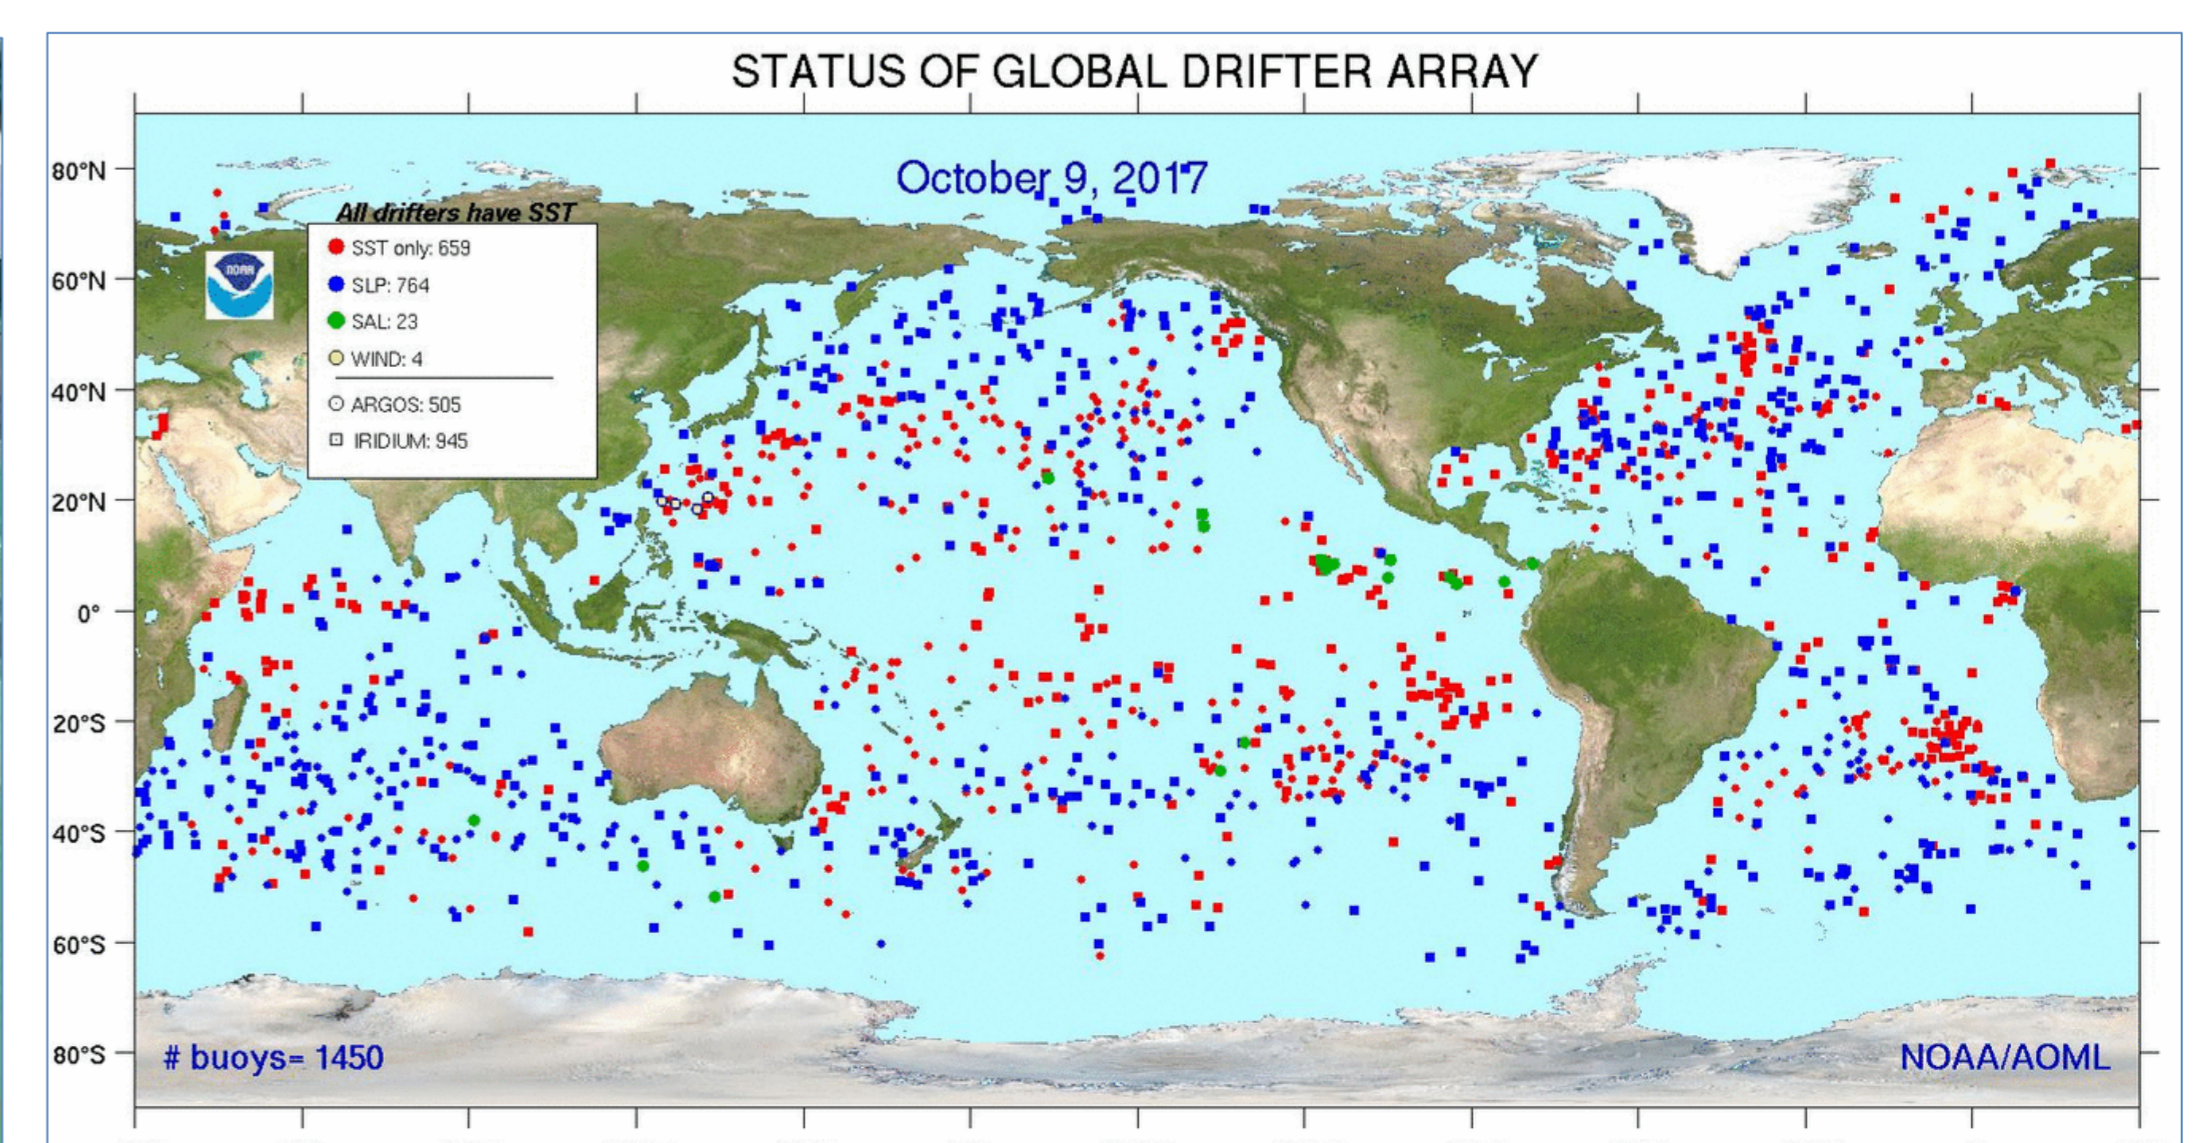 STATUS OF GLOBAL DRIFTER ARRAY
October 9, 2017
80°N
60°N
40°N
20°N
0°
20°S
40°S
60°S
80°S
All drifters have SST
NOAA
SST only: 659
SLP: 764
SAL: 23
WIND: 4
ARGOS: 505
IRIDIUM: 945
# buoys= 1450
NOAA/AOML